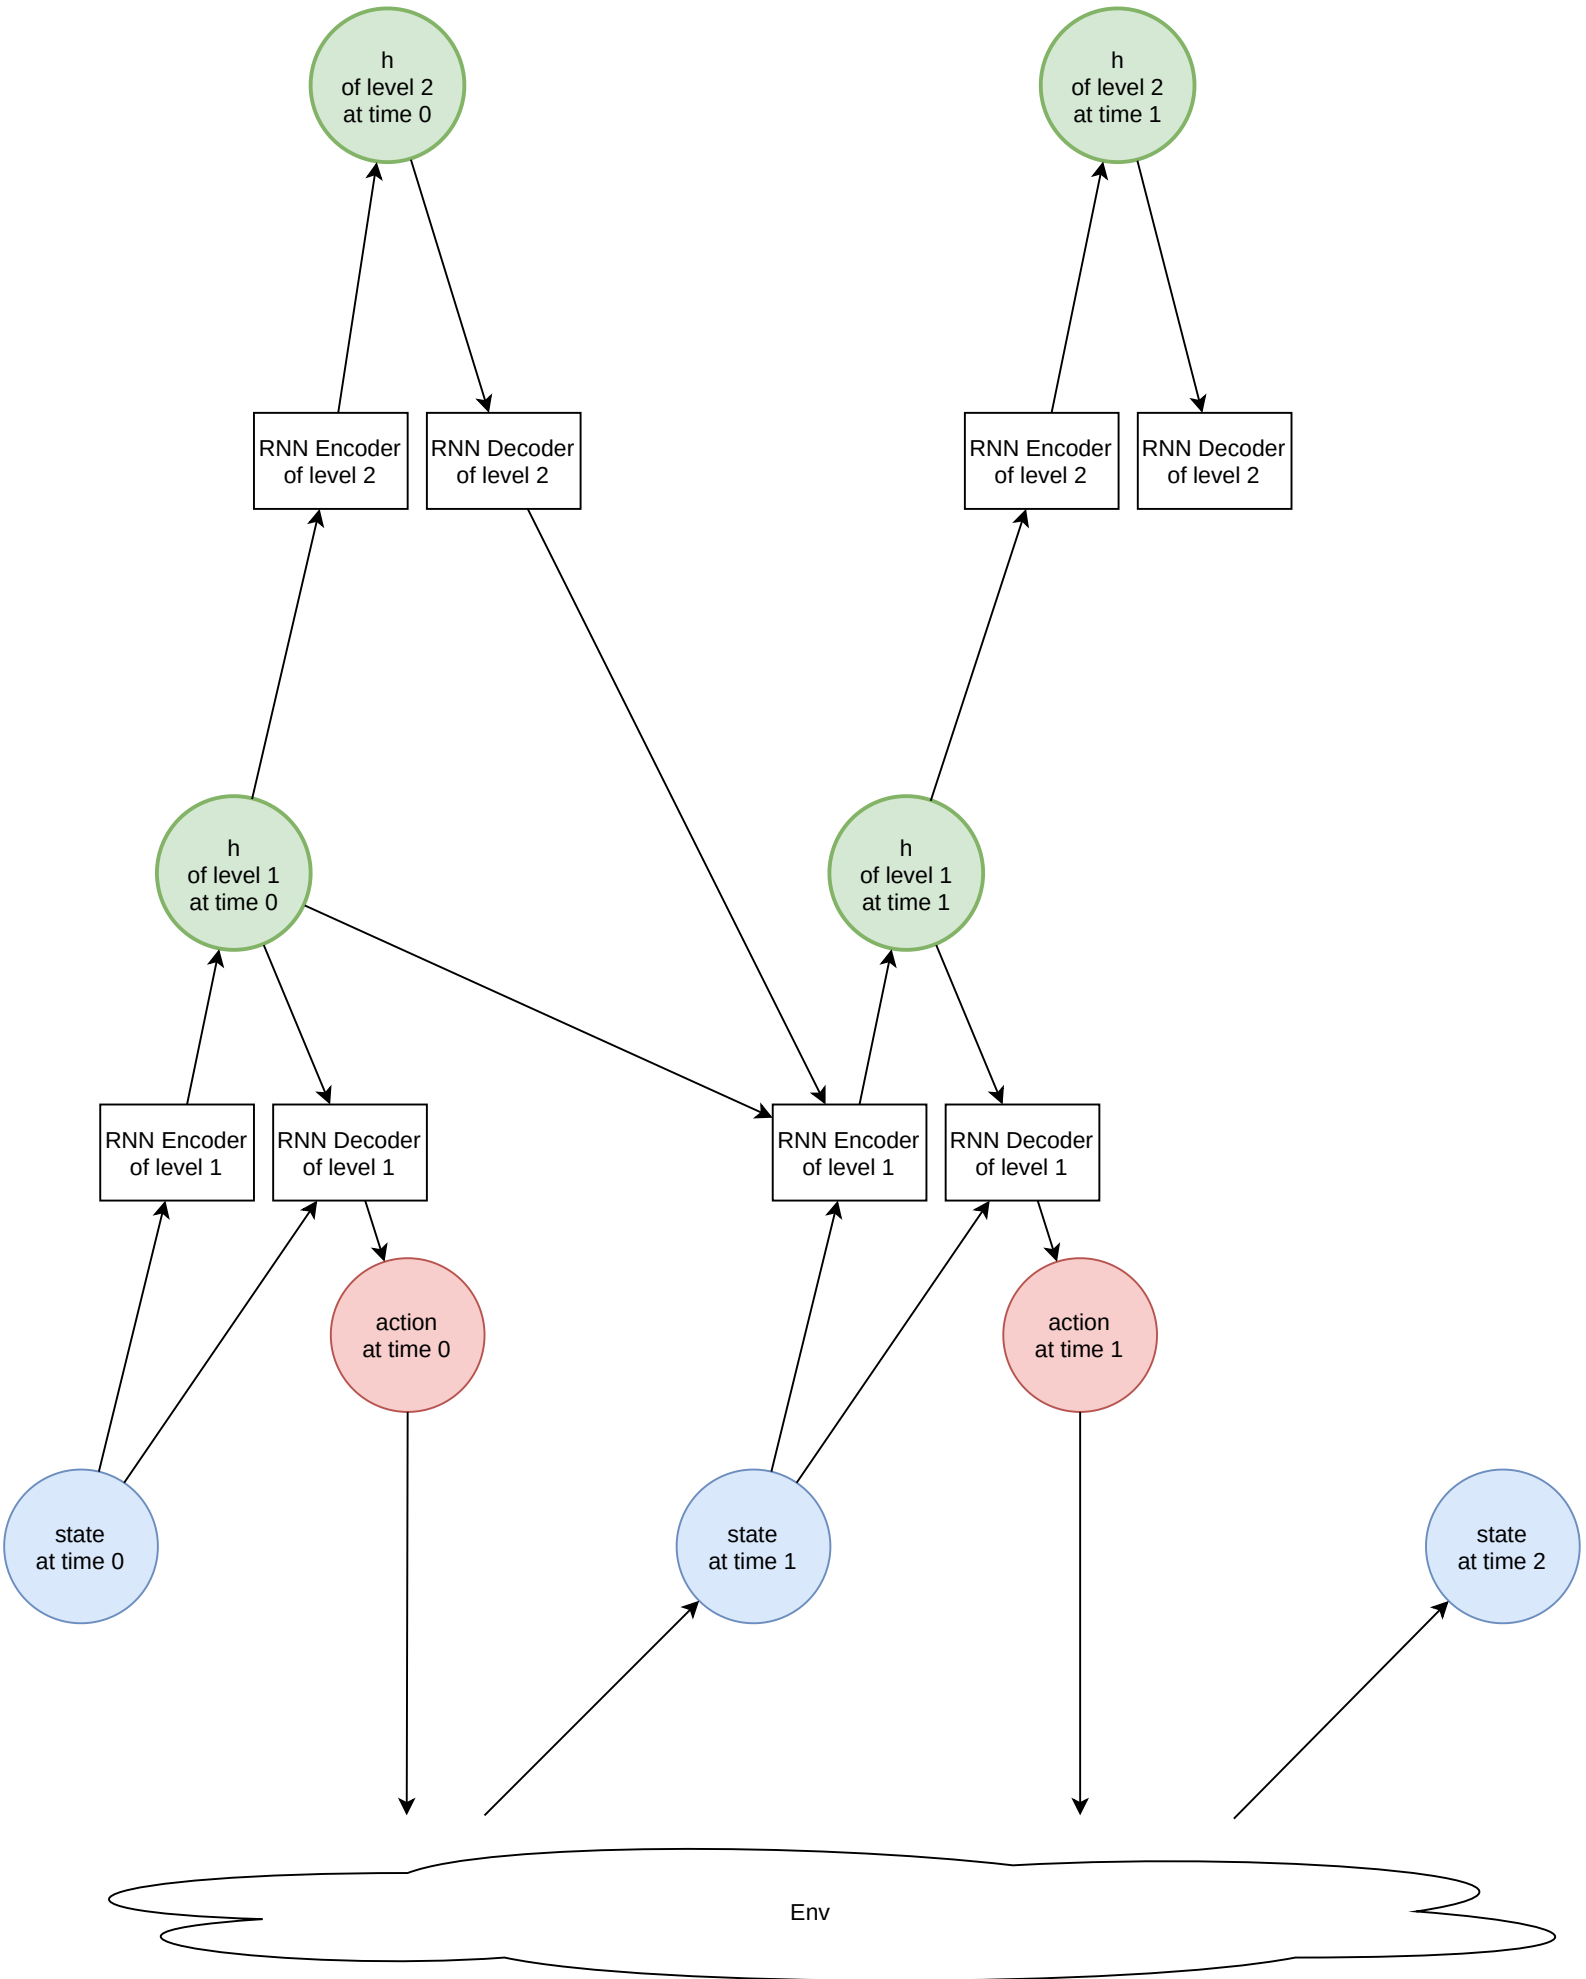 h
of level 2
at time 0
h
of level 2
at time 1
RNN Encoder
of level 2
RNN Decoder
of level 2
RNN Encoder
of level 2
RNN Decoder
of level 2
h
of level 1
at time 0
h
of level 1
at time 1
RNN Encoder
of level 1
RNN Decoder
of level 1
RNN Encoder
of level 1
RNN Decoder
of level 1
action
at time 0
action
at time 1
state
at time 0
state
at time 1
state
at time 2
Env